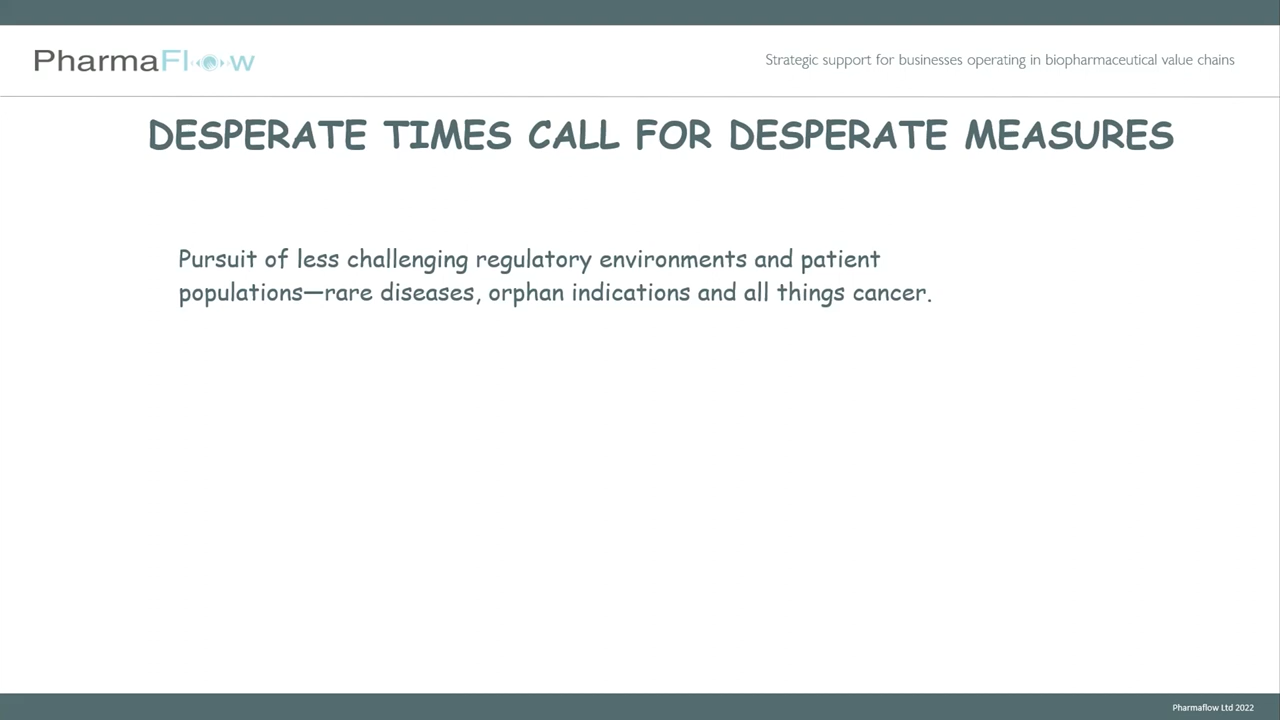 PharmaFlow
Strategic support for businesses operating in biopharmaceutical value chains
DESPERATE TIMES CALL FOR DESPERATE MEASURES
Pursuit of less challenging regulatory environments and patient
populations—rare diseases, orphan indications and all things cancer.
Pharmaflow Ltd 2022